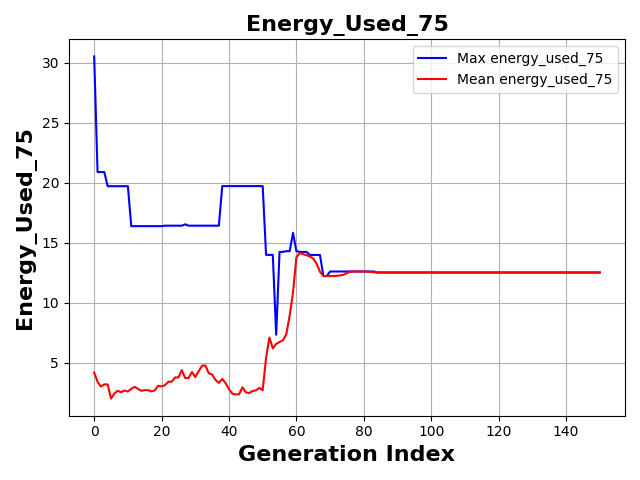 Energy_Used_75
Max energy_used_75
Mean energy_used_75
Energy_Used_75
30
25
20
15
10
5
0 20 40 60 80 100 120 140
Generation Index